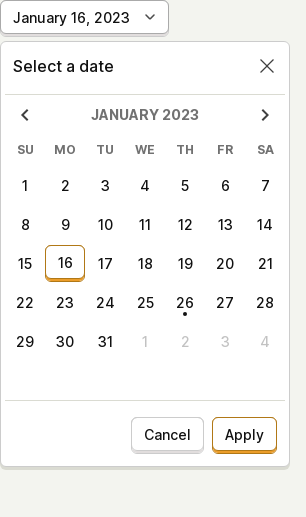 January 16, 2023
Select a date
JANUARY 2023
SU MO TU WE TH FR SA
1 2 3 4 5 6 7
8 9 10 11 12 13 14
15 16 17 18 19 20 21
22 23 24 25 26 27 28
29 30 31 1 2 3 4
Cancel Apply